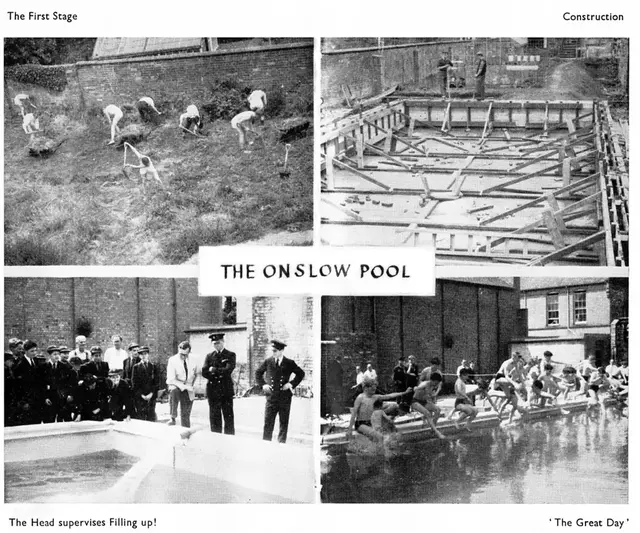 The First Stage
Construction
THE ONSLOW POOL
The Head supervises Filling up!
'The Great Day'